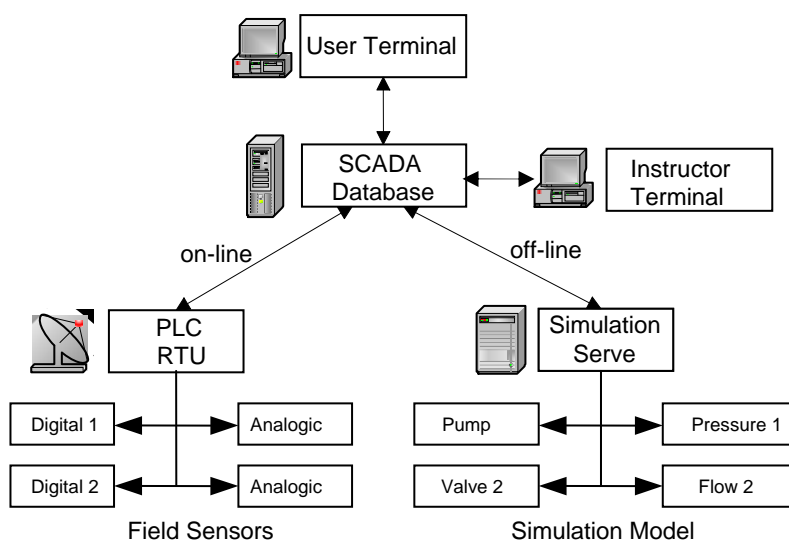 User Terminal
SCADA
Database
Instructor
Terminal
on-line
off-line
PLC
RTU
Simulation
Serve
Digital 1
Analogic
Pump
Pressure 1
Digital 2
Analogic
Valve 2
Flow 2
Field Sensors
Simulation Model